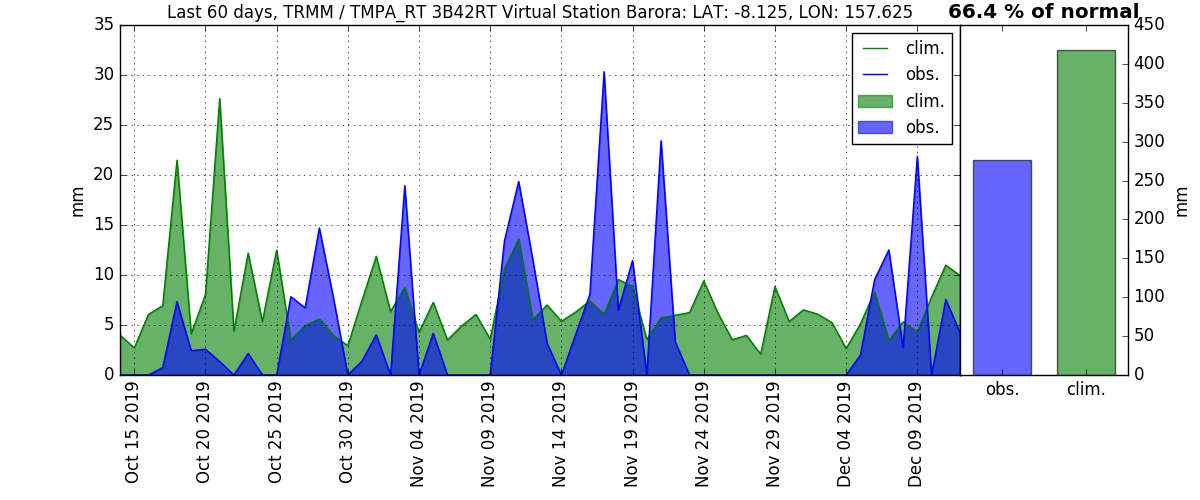 Last 60 days, TRMM / TMPA_RT 3B42RT Virtual Station Barora: LAT: -8.125, LON: 157.625
66.4 % of normal
35
30
25
20
15
10
5
0
mm
clim.
obs.
clim.
obs.
450
400
350
300
250
200
150
100
50
0
mm
obs.
clim.
Oct 15 2019
Oct 20 2019
Oct 25 2019
Oct 30 2019
Nov 04 2019
Nov 09 2019
Nov 14 2019
Nov 19 2019
Nov 24 2019
Nov 29 2019
Dec 04 2019
Dec 09 2019